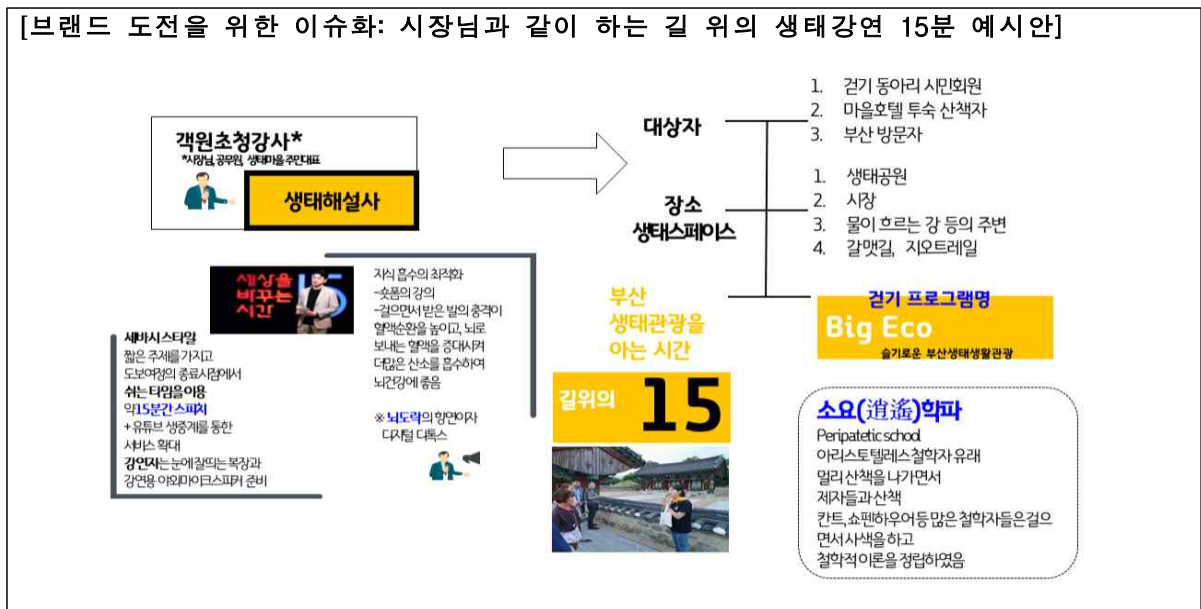 [브랜드 도전을 위한 이슈화: 시장님과 같이 하는 길 위의 생태강연 15분 예시안]
객원초청강사*
*시장님, 공무원, 생태마을 주민대표
생태해설사
대상자
1. 걷기 동아리 시민회원
2. 마을호텔 투숙 산책자
3. 부산 방문자
장소
생태스페이스
1. 생태공원
2. 시장
3. 물이 흐르는 강 등의 주변
4. 갈맷길, 지오트레일
세상을
바꾸는
시간
15
세바시 스타일
짧은 주제를 가지고
도보여정의 종료시점에서
쉬는 타임을 이용
약 15분간 스피치
+ 유튜브 생중계를 통한
서비스 확대
강연자는 눈에 잘띄는 복장과
강연용 야외마이크스피커 준비
지식 흡수의 최적화
-숏폼의 강의
-걸으면서 받은 발의 충격이
혈액순환을 높이고, 뇌로
보내는 혈액을 증대시켜
더많은 산소를 흡수하여
뇌건강에 좋음
※ 뇌도락의 향연이자
디지털 디톡스
부산
생태관광을
아는 시간
길위의
15
걷기 프로그램명
Big Eco
슬기로운 부산생태생활관광
소요(逍遙)학파
Peripatetic school
아리스토텔레스 철학자 유래
멀리 산책을 나가면서
제자들과 산책
칸트, 쇼펜하우어 등 많은 철학자들은 걸으
면서 사색을 하고
철학적 이론을 정립하였음